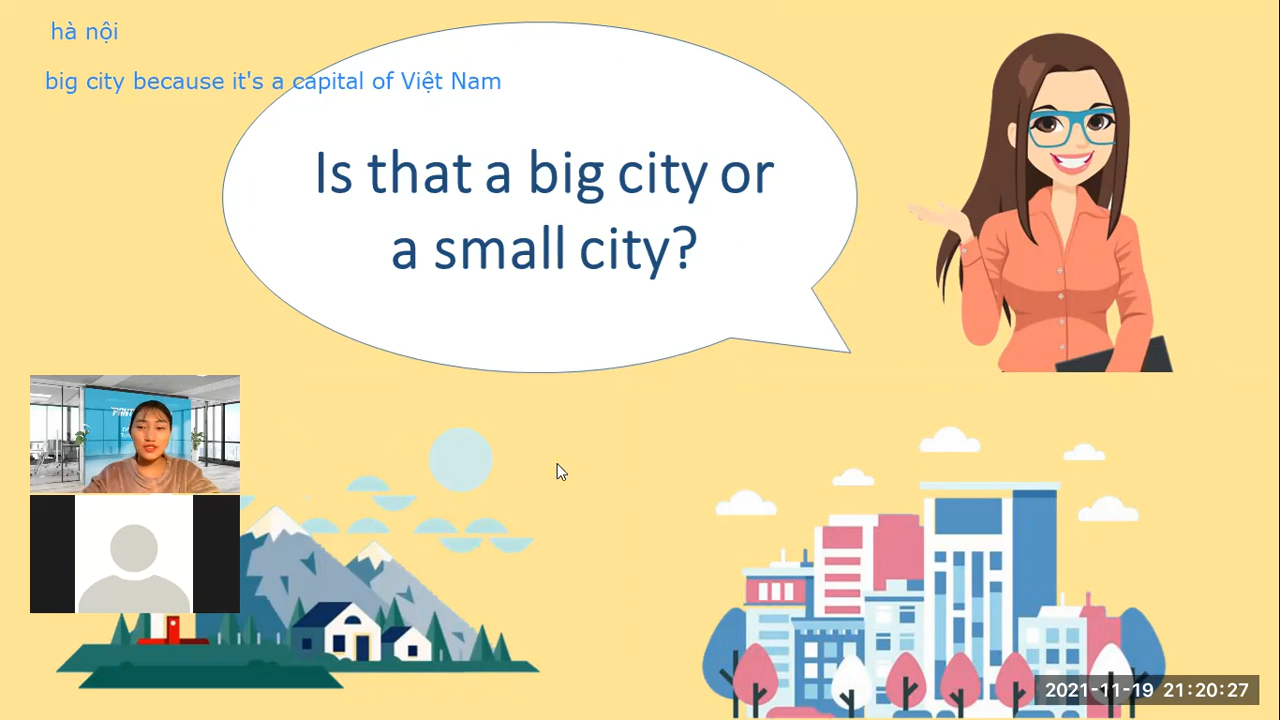 hà nội
big city because it's a capital of Việt Nam
Is that a big city or
a small city?
2021-11-19 21:20:27